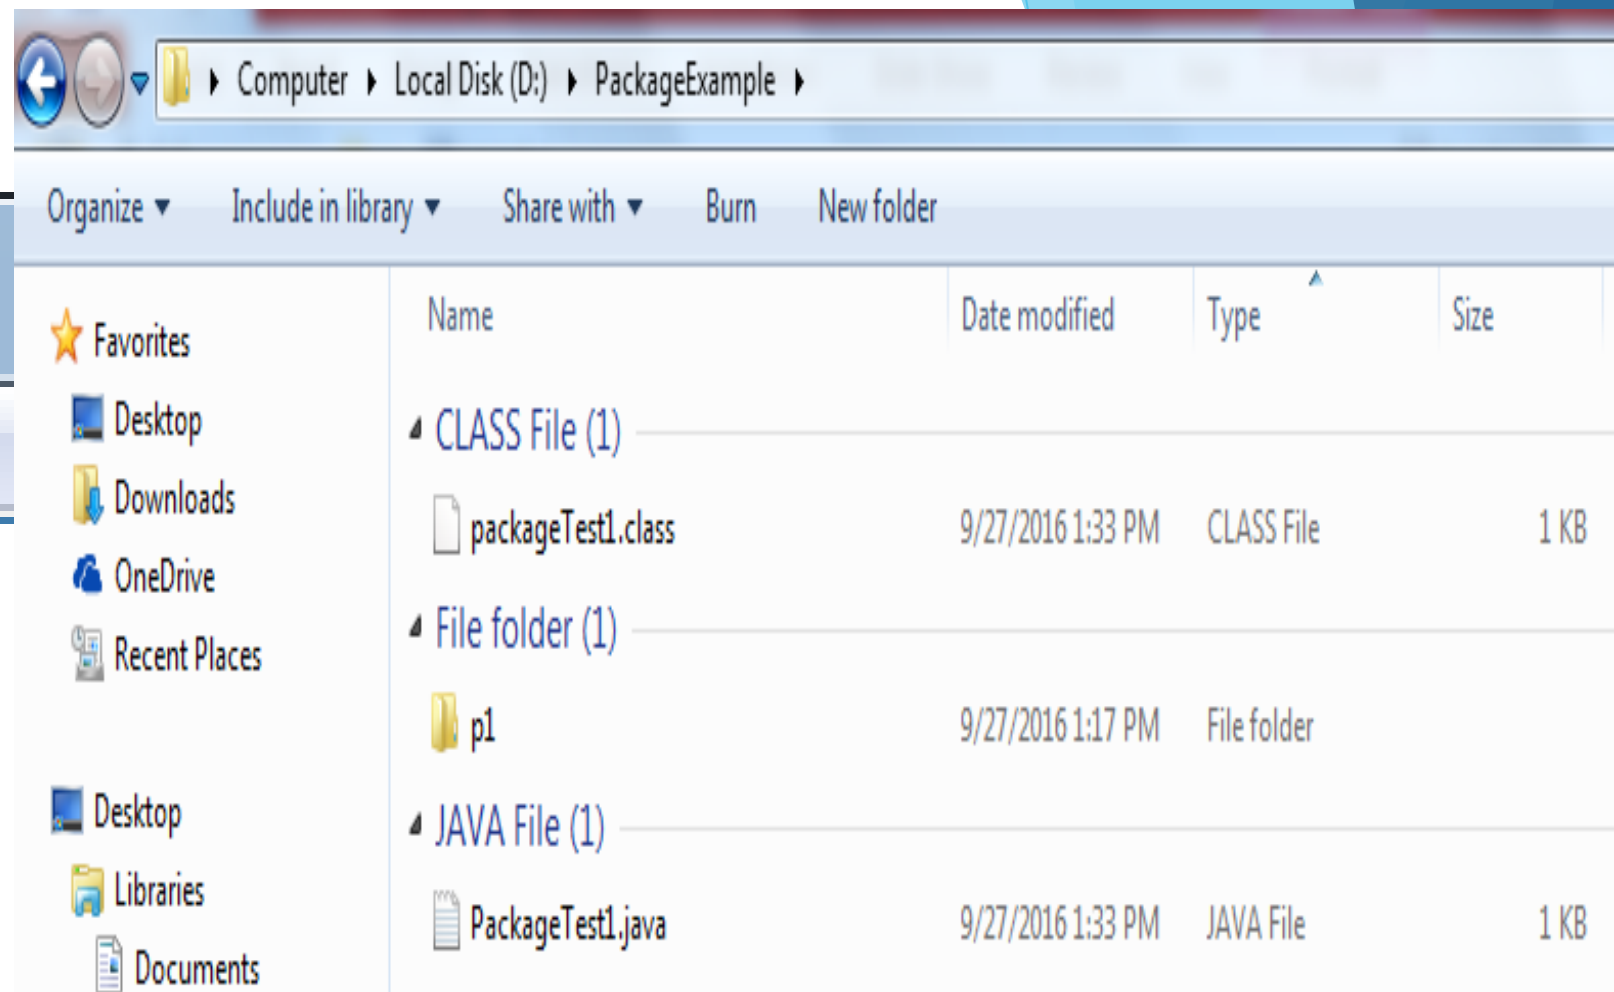 Computer Local Disk (D:) PackageExample
Organize Include in library Share with Burn New folder
Name Date modified Type Size
Favorites
Desktop
Downloads
OneDrive
Recent Places
Desktop
Libraries
Documents
CLASS File (1)
packageTest1.class 9/27/2016 1:33 PM CLASS File 1 KB
File folder (1)
p1 9/27/2016 1:17 PM File folder
JAVA File (1)
PackageTest1.java 9/27/2016 1:33 PM JAVA File 1 KB